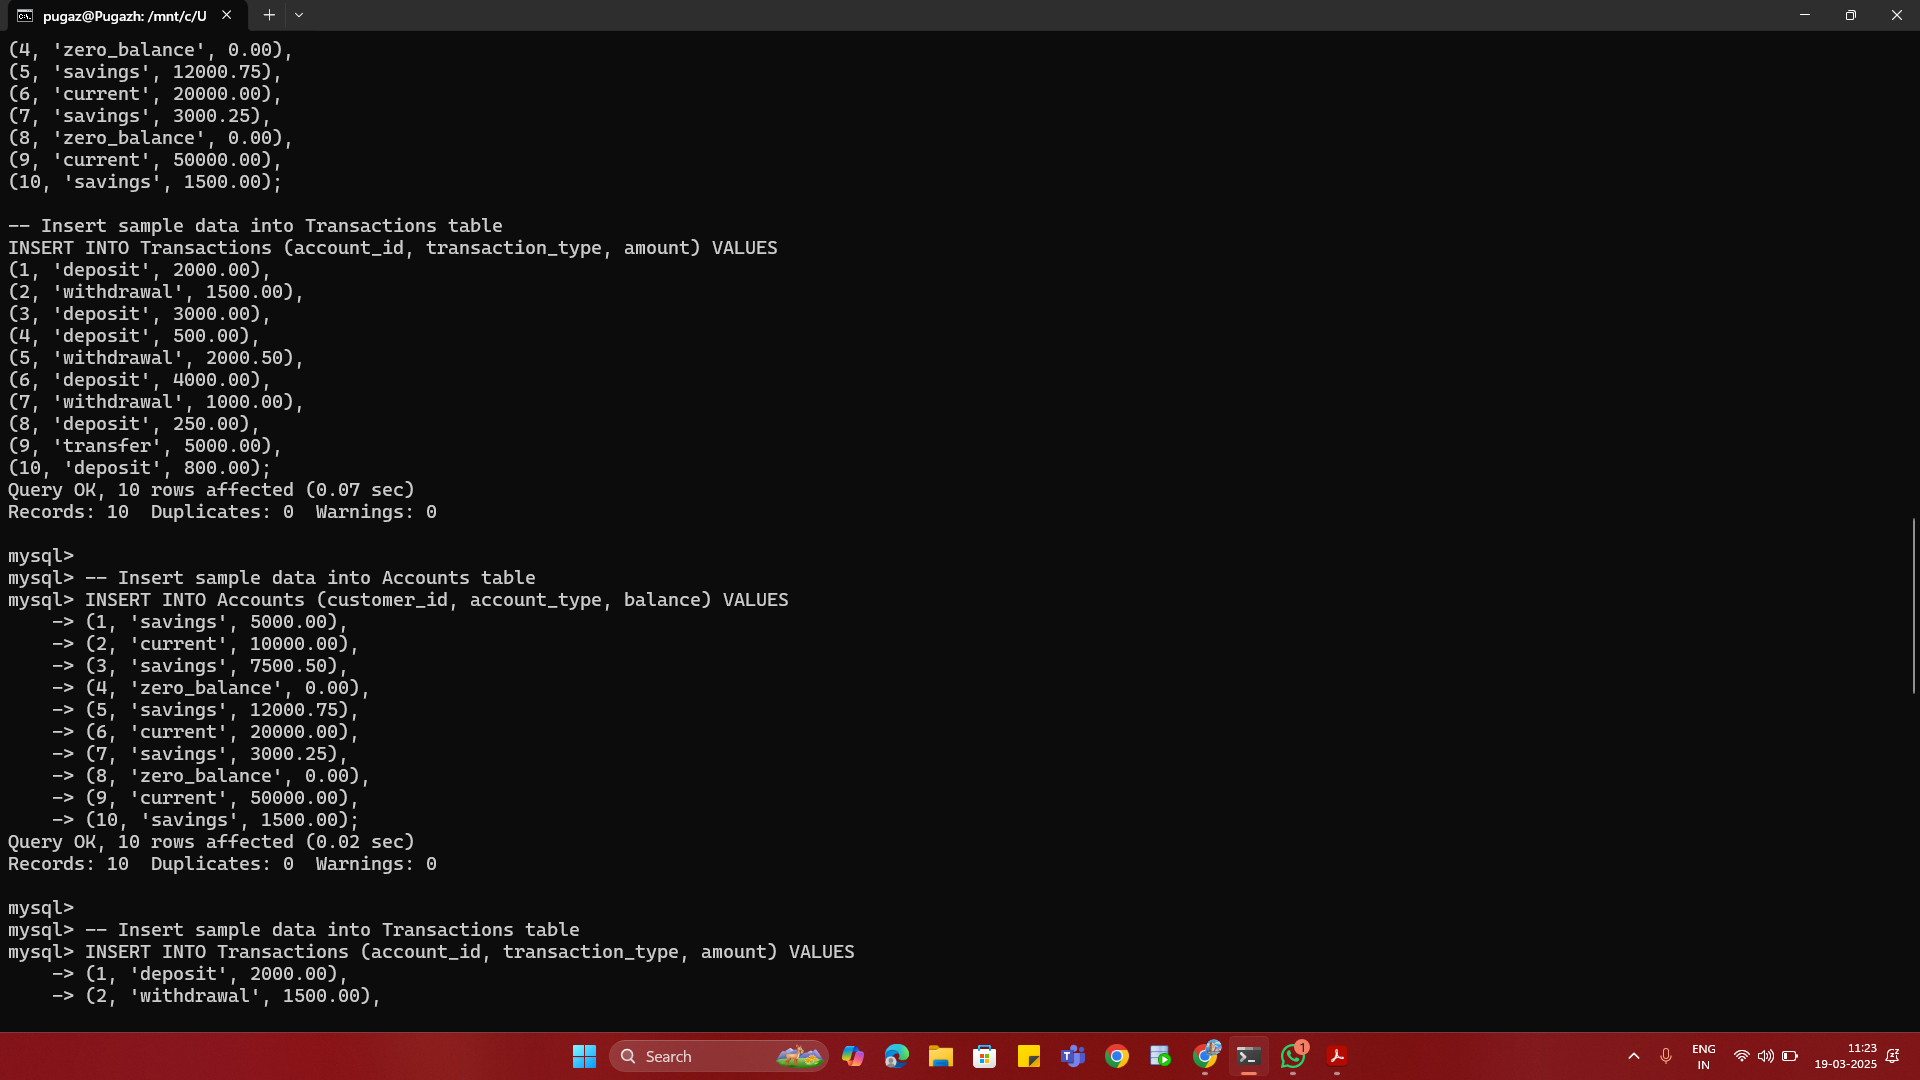 pugaz@Pugazh: /mnt/c/U
(4, 'zero_balance', 0.00),
(5, 'savings', 12000.75),
(6, 'current', 20000.00),
(7, 'savings', 3000.25),
(8, 'zero_balance', 0.00),
(9, 'current', 50000.00),
(10, 'savings', 1500.00);
-- Insert sample data into Transactions table
INSERT INTO Transactions (account_id, transaction_type, amount) VALUES
(1, 'deposit', 2000.00),
(2, 'withdrawal', 1500.00),
(3, 'deposit', 3000.00),
(4, 'deposit', 500.00),
(5, 'withdrawal', 2000.50),
(6, 'deposit', 4000.00),
(7, 'withdrawal', 1000.00),
(8, 'deposit', 250.00),
(9, 'transfer', 5000.00),
(10, 'deposit', 800.00);
Query OK, 10 rows affected (0.07 sec)
Records: 10  Duplicates: 0  Warnings: 0
mysql>
mysql> -- Insert sample data into Accounts table
mysql> INSERT INTO Accounts (customer_id, account_type, balance) VALUES
    -> (1, 'savings', 5000.00),
    -> (2, 'current', 10000.00),
    -> (3, 'savings', 7500.50),
    -> (4, 'zero_balance', 0.00),
    -> (5, 'savings', 12000.75),
    -> (6, 'current', 20000.00),
    -> (7, 'savings', 3000.25),
    -> (8, 'zero_balance', 0.00),
    -> (9, 'current', 50000.00),
    -> (10, 'savings', 1500.00);
Query OK, 10 rows affected (0.02 sec)
Records: 10  Duplicates: 0  Warnings: 0
mysql>
mysql> -- Insert sample data into Transactions table
mysql> INSERT INTO Transactions (account_id, transaction_type, amount) VALUES
    -> (1, 'deposit', 2000.00),
    -> (2, 'withdrawal', 1500.00),
Search
1
ENG
IN
11:23
19-03-2025